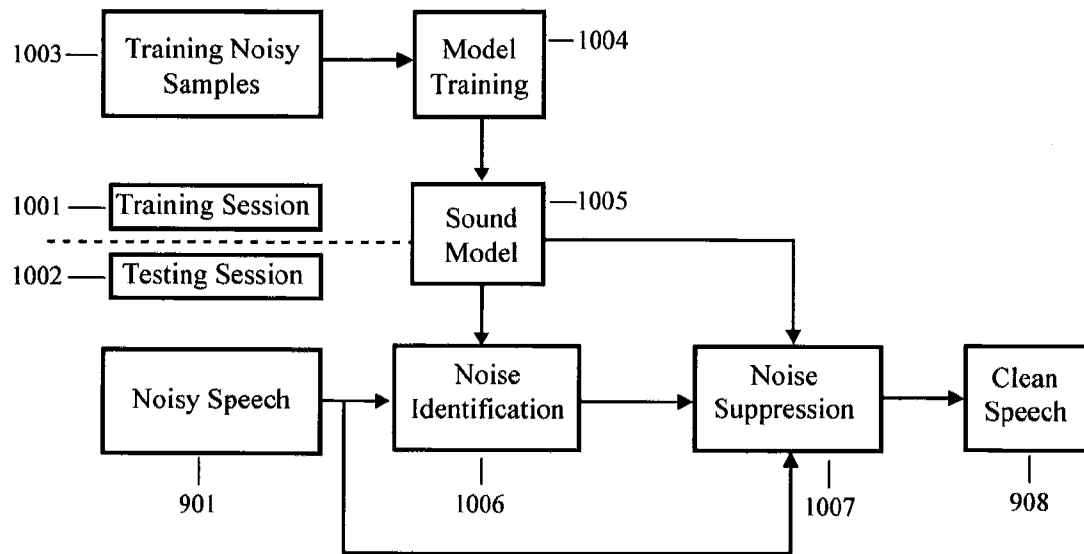 1003
Training Noisy
Samples
Model
Training
1004
1001
Training Session
1002
Testing Session
Sound
Model
1005
Noisy Speech
Noise
Identification
Noise
Suppression
Clean
Speech
901
1006
1007
908